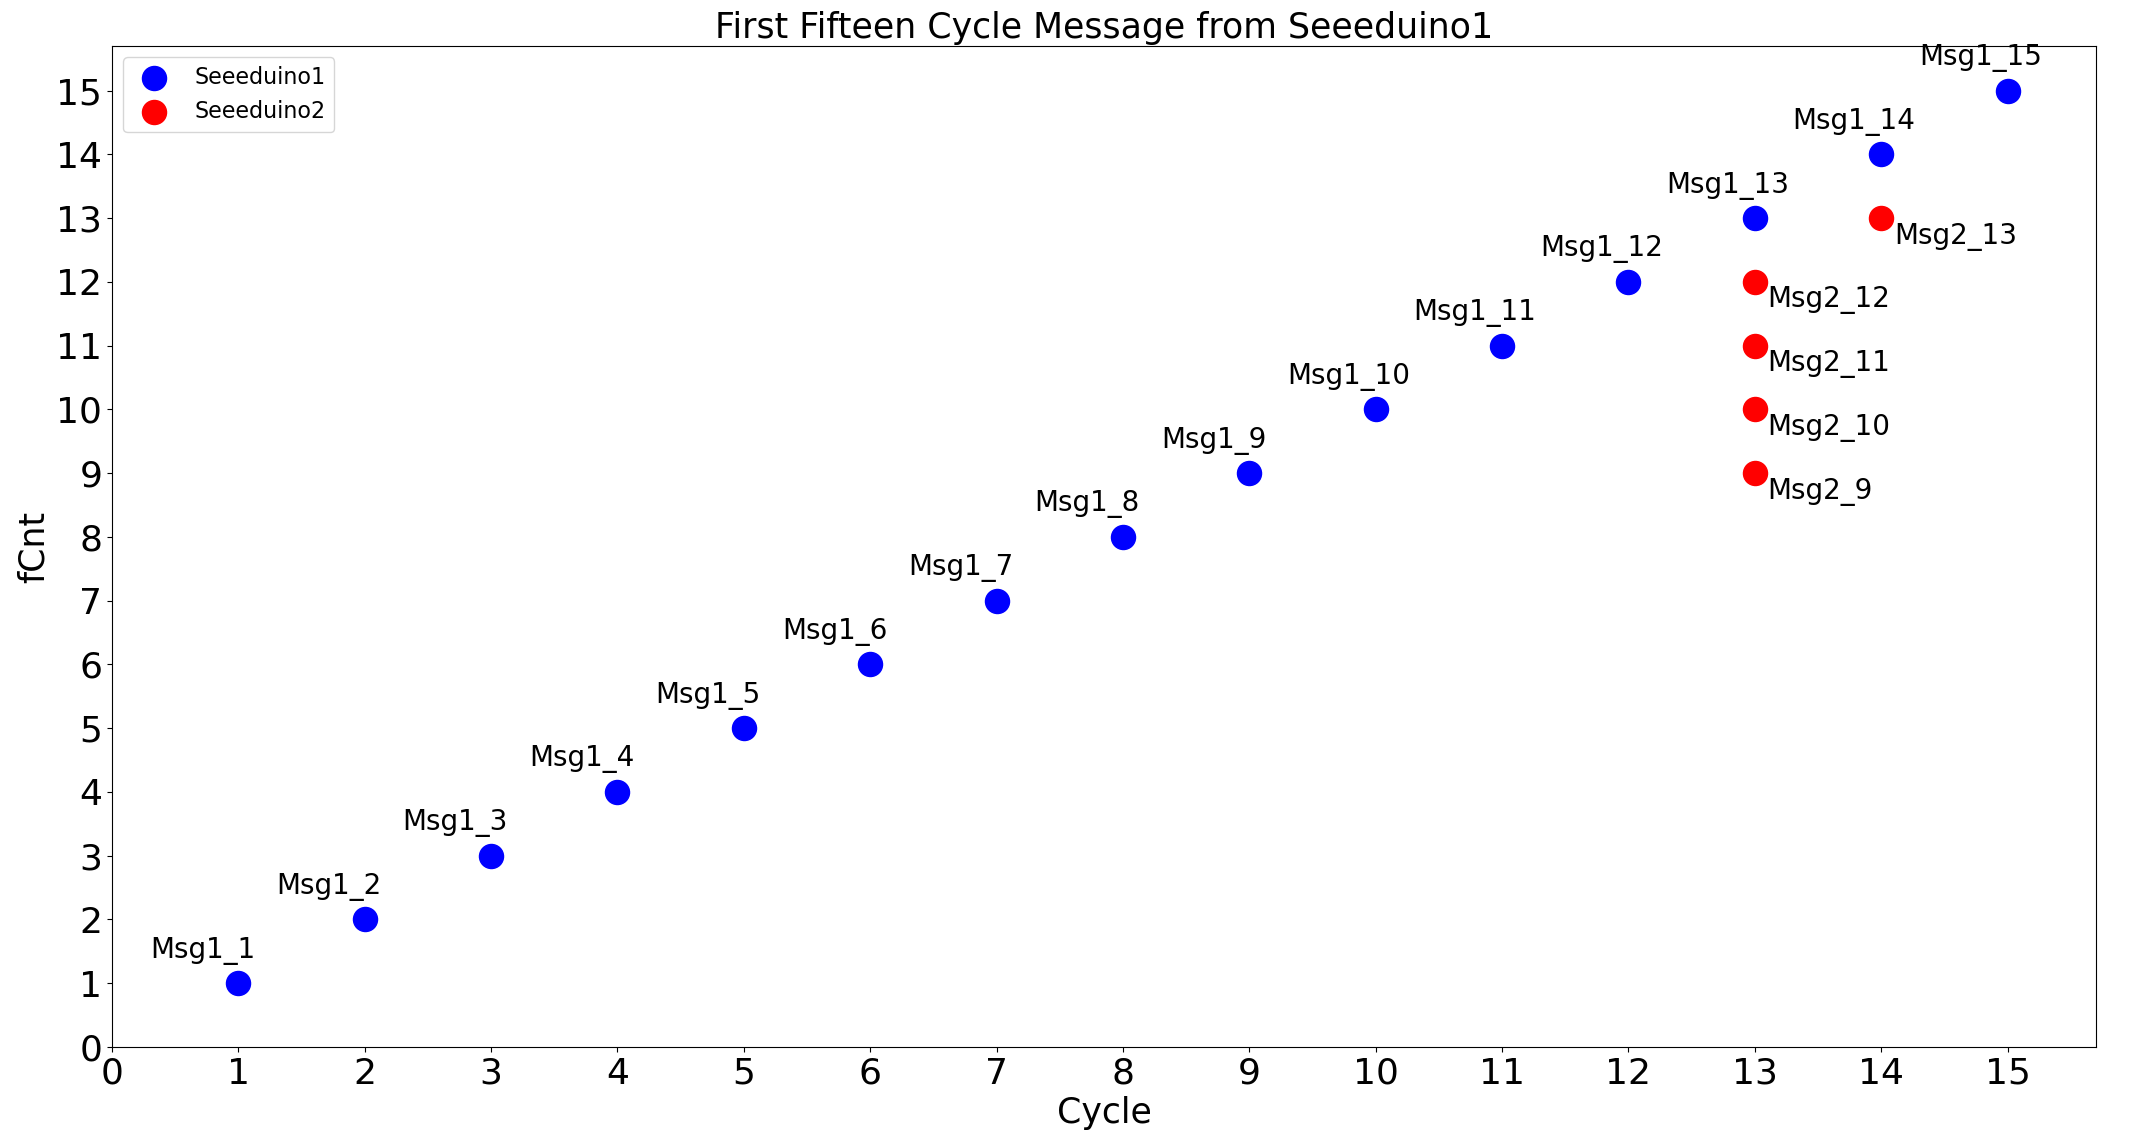 First Fifteen Cycle Message from Seeeduino1
Seeeduino1
Seeeduino2
Msg1_15
Msg1_14
Msg1_13
Msg2_13
Msg1_12
Msg2_12
Msg1_11
Msg2_11
Msg1_10
Msg2_10
Msg1_9
Msg2_9
Msg1_8
Msg1_7
Msg1_6
Msg1_5
Msg1_4
Msg1_3
Msg1_2
Msg1_1
fCnt
15
14
13
12
11
10
9
8
7
6
5
4
3
2
1
0
0 1 2 3 4 5 6 7 8 9 10 11 12 13 14 15
Cycle